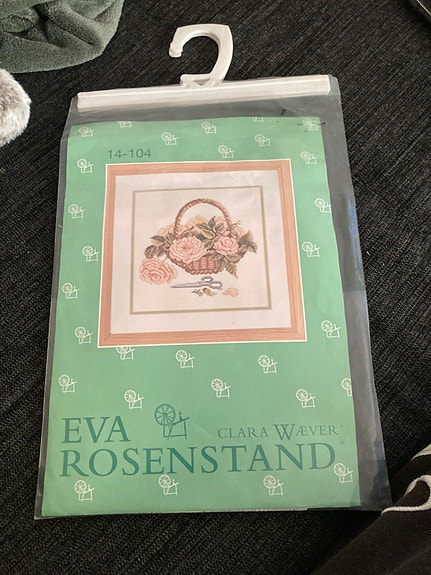 14-104
EVA
CLARA WÆVER
ROSENSTAND